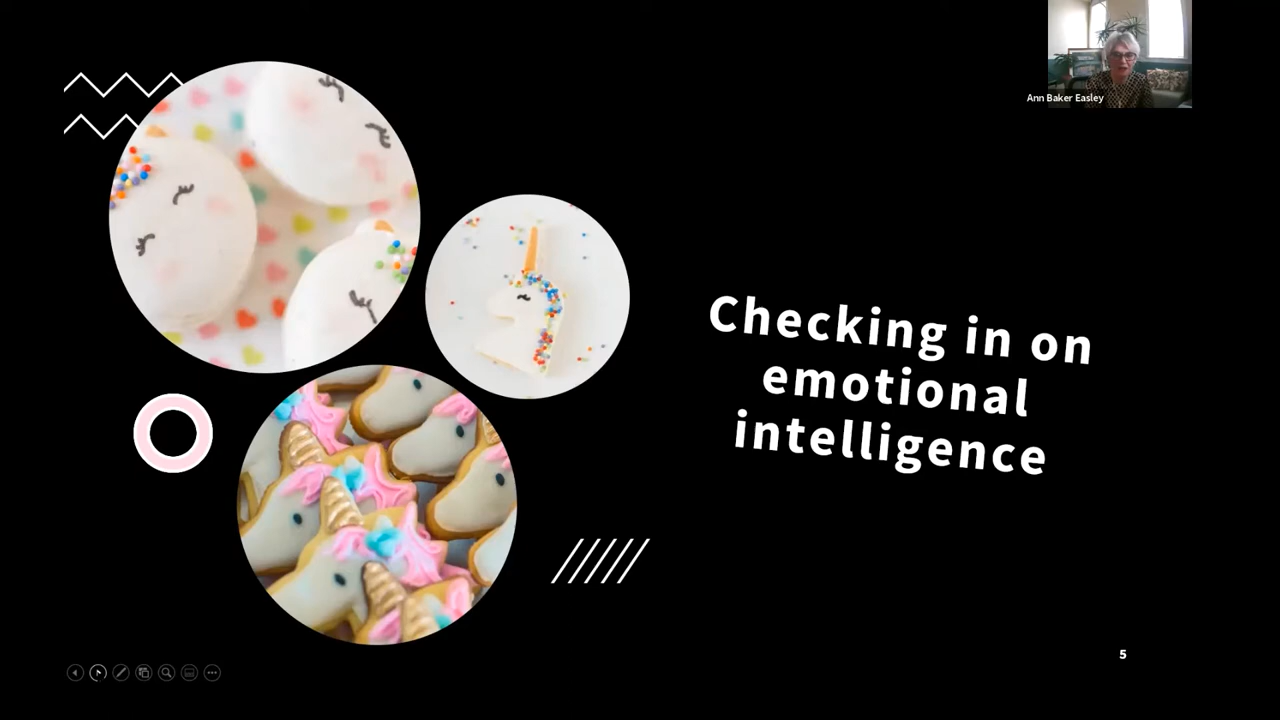 Ann Baker Easley
Checking in on
emotional
intelligence
5